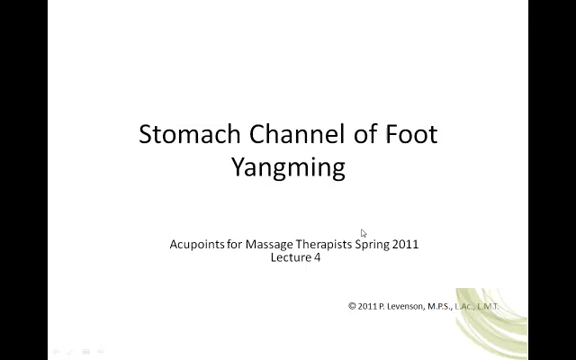 Stomach Channel of Foot
Yangming
Acupoints for Massage Therapists Spring 2011
Lecture 4
© 2011 P. Levenson, M.P.S., L.Ac., L.M.T.